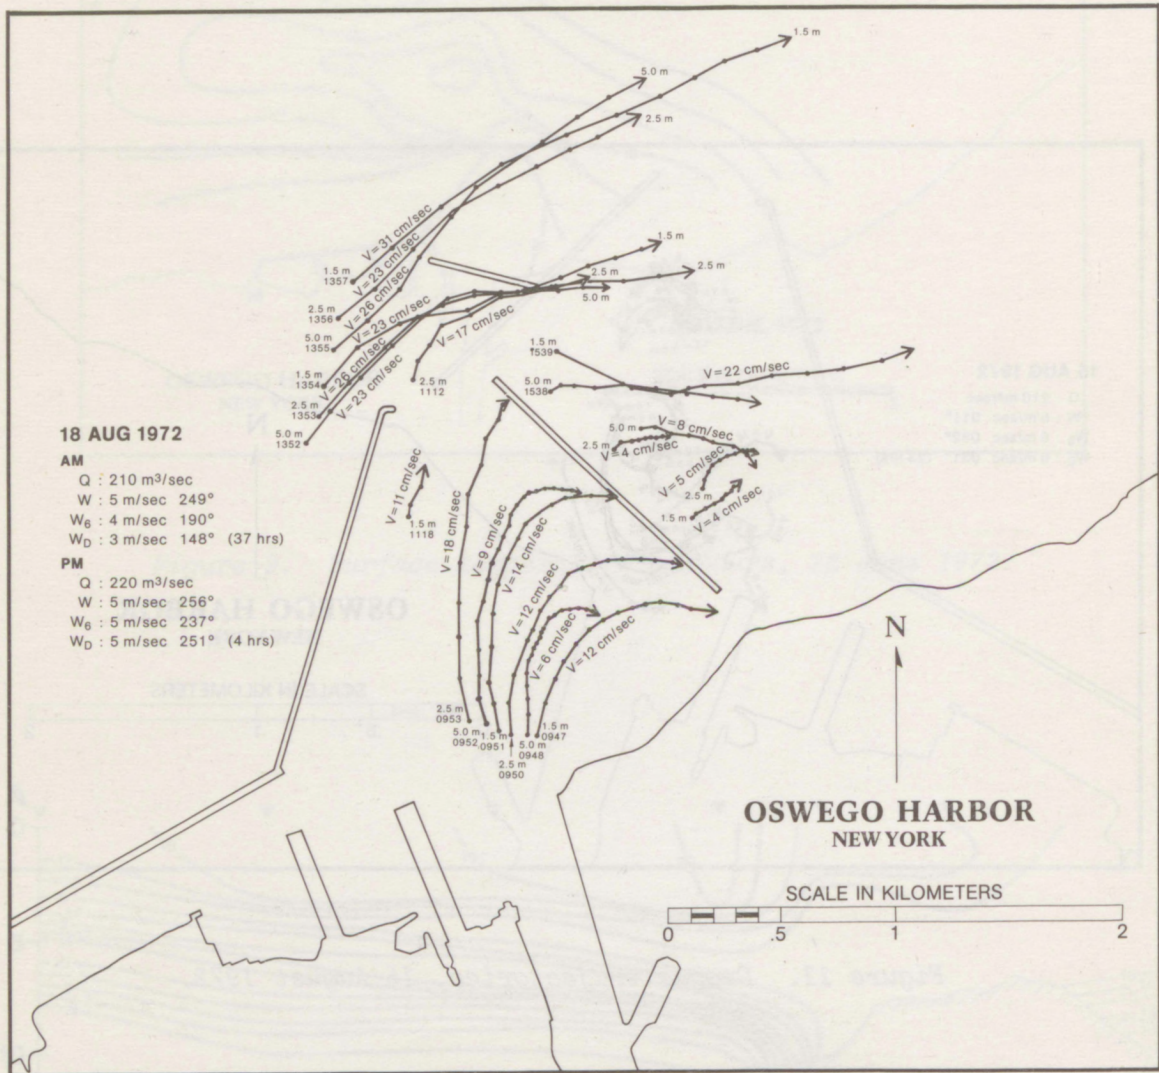 1.5 m
5.0 m
2.5 m
V=31 cm/sec
1.5 m
1357
V=23 cm/sec
2.5 m
1356
V=26 cm/sec
5.0 m
1355
1.5 m
2.5 m
2.5 m
5.0 m
V=23 cm/sec
V=17 cm/sec
1.5 m
1354
V=26 cm/sec
2.5 m
1112
2.5 m
1353
V=23 cm/sec
5.0 m
1352
1.5 m
1539
V=22 cm/sec
5.0 m
1538
5.0 m
V=8 cm/sec
2.5 m
V=4 cm/sec
V=5 cm/sec
2.5 m
1.5 m
V=4 cm/sec
18 AUG 1972
AM
Q : 210 m³/sec
W : 5 m/sec 249°
W₆ : 4 m/sec 190°
W_D : 3 m/sec 148° (37 hrs)
PM
Q : 220 m³/sec
W : 5 m/sec 256°
W₆ : 5 m/sec 237°
W_D : 5 m/sec 251° (4 hrs)
V=11 cm/sec
1.5 m
1118
V=18 cm/sec
V=9 cm/sec
V=14 cm/sec
V=12 cm/sec
V=6 cm/sec
V=12 cm/sec
2.5 m
0953
5.0 m
0952
1.5 m
0951
2.5 m
0950
5.0 m
0948
1.5 m
0947
N
OSWEGO HARBOR
NEW YORK
SCALE IN KILOMETERS
0 .5 1 2